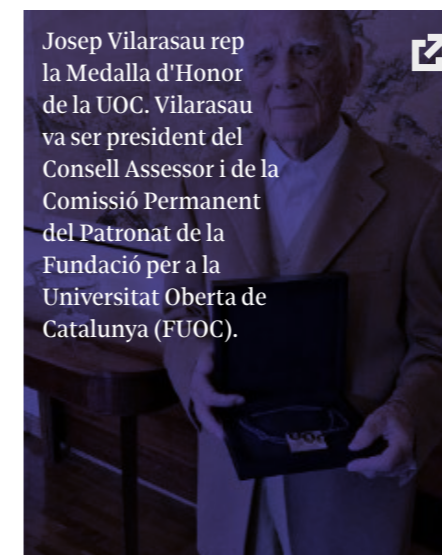 Josep Vilarasau rep
la Medalla d'Honor
de la UOC. Vilarasau
va ser president del
Consell Assessor i de la
Comissió Permanent
del Patronat de la
Fundació per a la
Universitat Oberta de
Catalunya (FUOC).
UOC